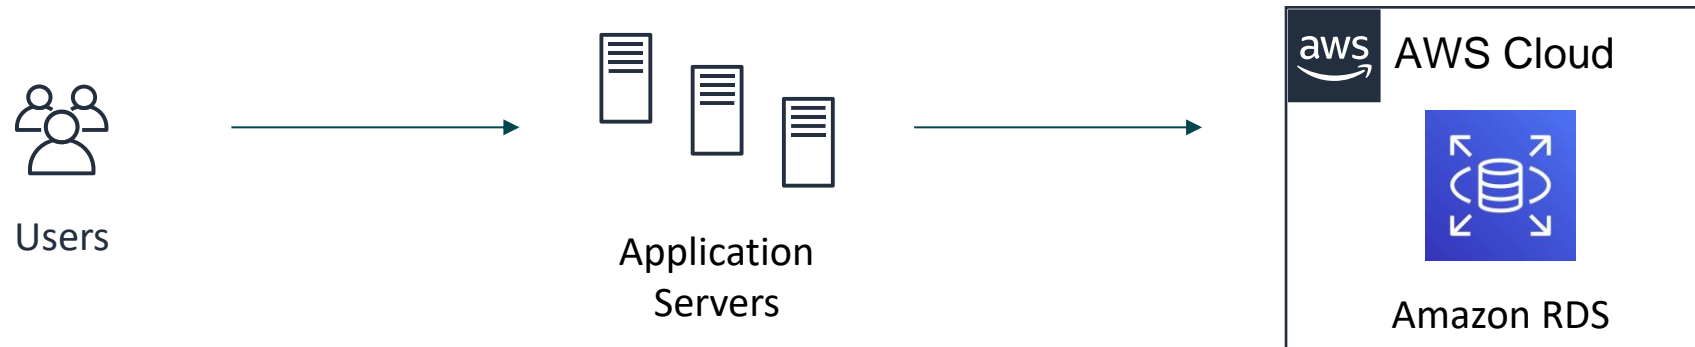 Users
Application
Servers
aws
AWS Cloud
Amazon RDS